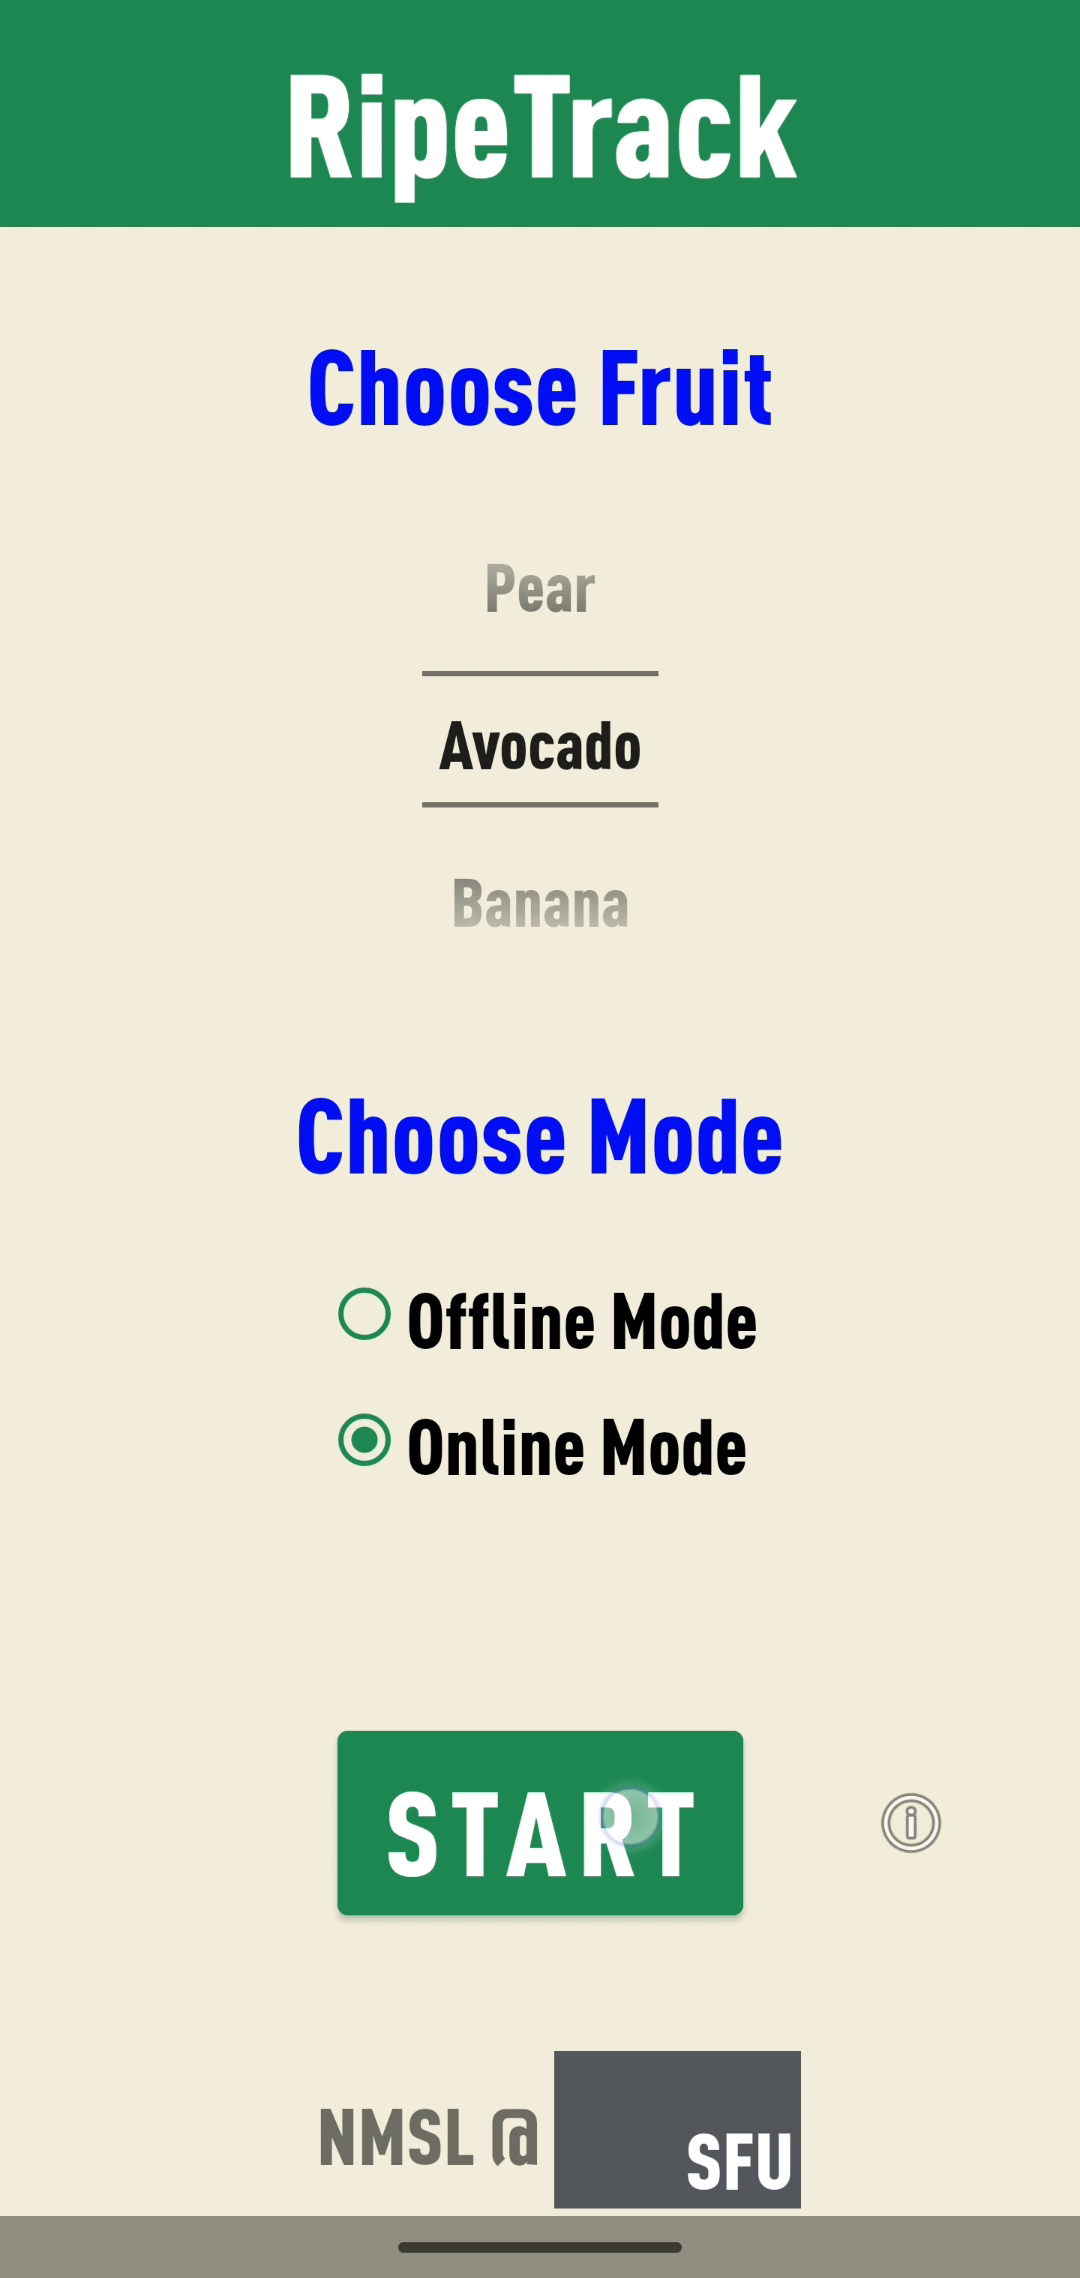 RipeTrack
Choose Fruit
Pear
Avocado
Banana
Choose Mode
Offline Mode
Online Mode
START
NMSL @ SFU